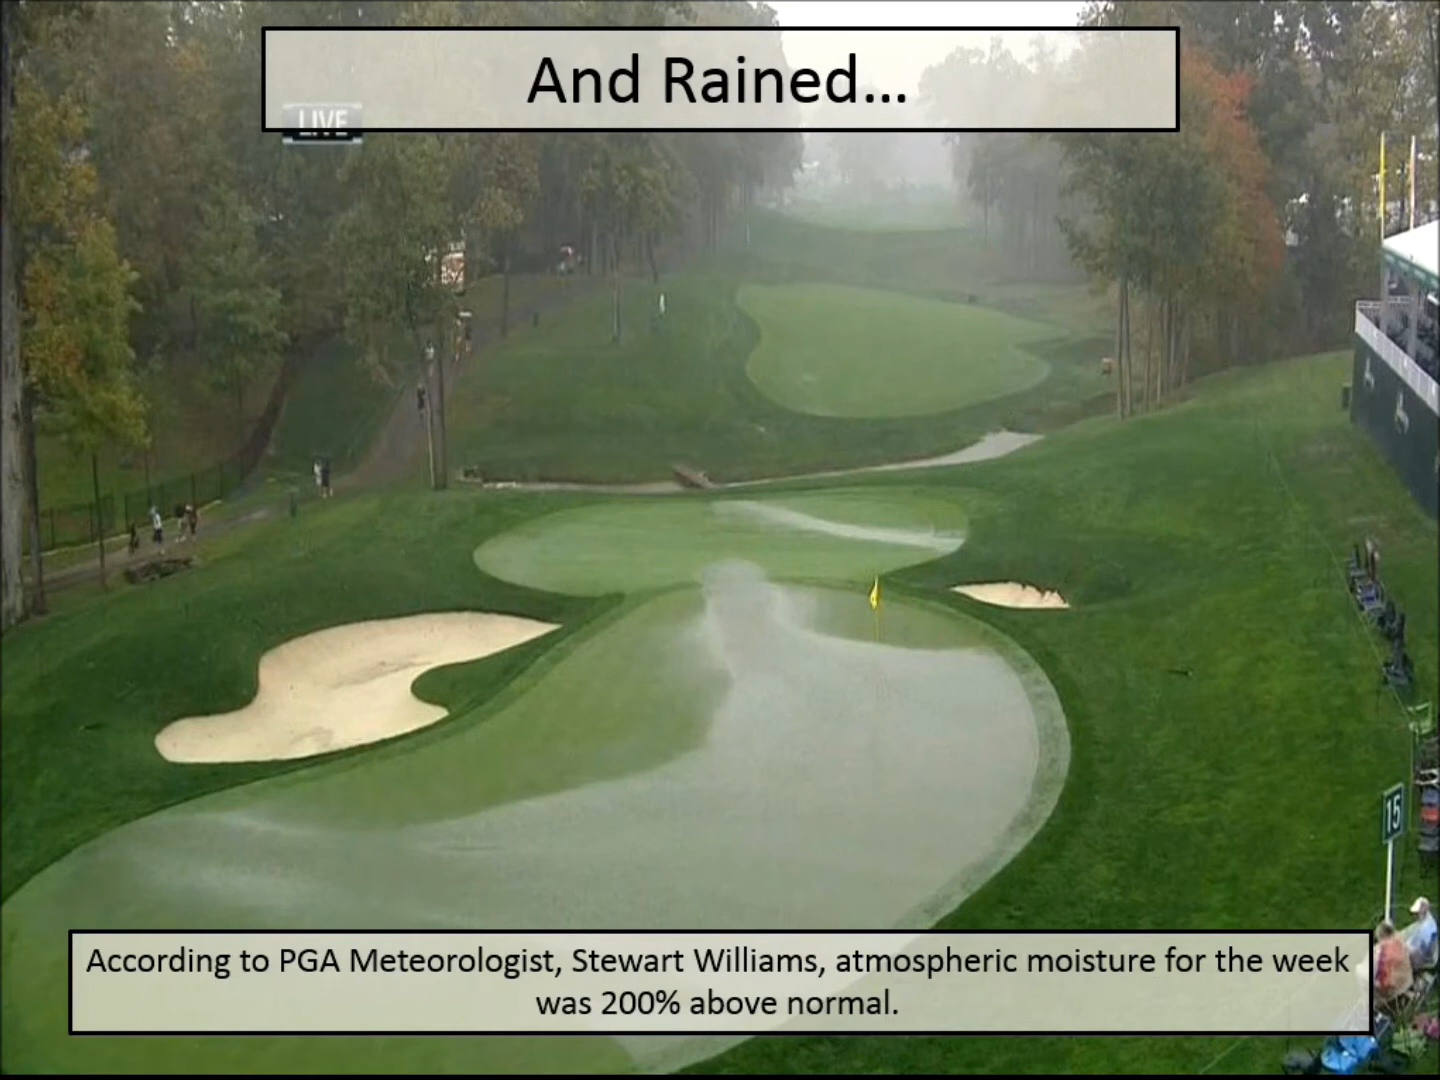 And Rained…
LIVE
15
According to PGA Meteorologist, Stewart Williams, atmospheric moisture for the week
was 200% above normal.